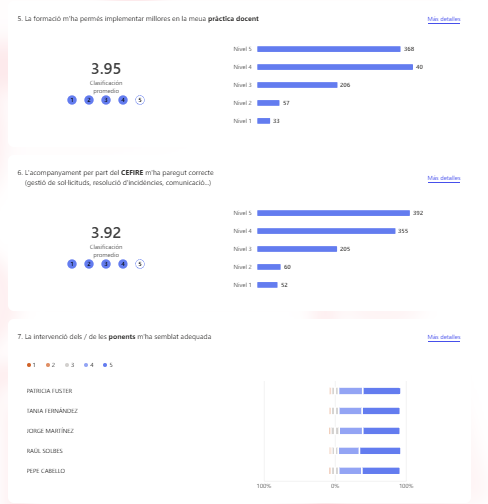 5. La formació m'ha permés implementar millores en la meua pràctica docent
Más detalles
3.95
Clasificación
promedio
1 2 3 4 5
Nivel 5 368
Nivel 4 40
Nivel 3 206
Nivel 2 57
Nivel 1 33
6. L'acompanyament per part del CEFIRE m'ha paregut correcte
(gestió de sol·licituds, resolució d'incidències, comunicació...)
Más detalles
3.92
Clasificación
promedio
1 2 3 4 5
Nivel 5 392
Nivel 4 355
Nivel 3 205
Nivel 2 60
Nivel 1 52
7. La intervenció dels / de les ponents m'ha semblat adequada
Más detalles
1 2 3 4 5
PATRICIA FUSTER
TANIA FERNÁNDEZ
JORGE MARTÍNEZ
RAÚL SOLBES
PEPE CABELLO
100% 0% 100%